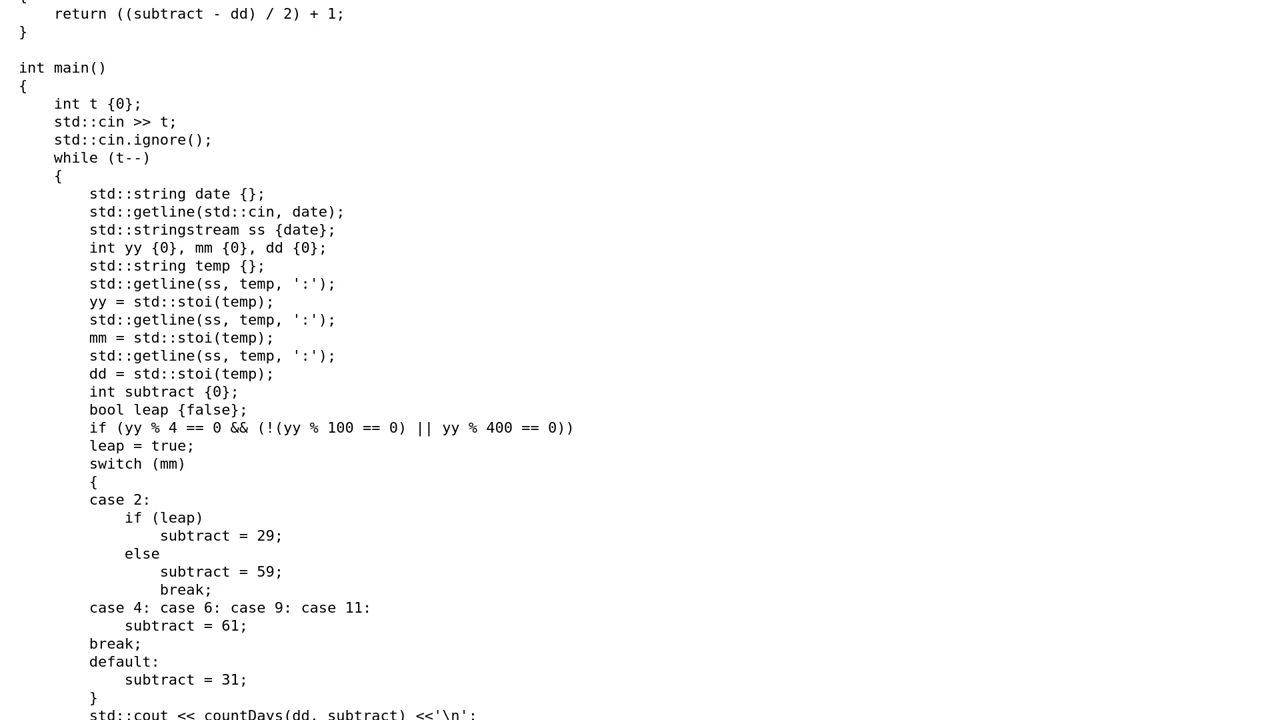 {
    return ((subtract - dd) / 2) + 1;
}

int main()
{
    int t {0};
    std::cin >> t;
    std::cin.ignore();
    while (t--)
    {
        std::string date {};
        std::getline(std::cin, date);
        std::stringstream ss {date};
        int yy {0}, mm {0}, dd {0};
        std::string temp {};
        std::getline(ss, temp, ':');
        yy = std::stoi(temp);
        std::getline(ss, temp, ':');
        mm = std::stoi(temp);
        std::getline(ss, temp, ':');
        dd = std::stoi(temp);
        int subtract {0};
        bool leap {false};
        if (yy % 4 == 0 && (!(yy % 100 == 0) || yy % 400 == 0))
        leap = true;
        switch (mm)
        {
        case 2:
            if (leap)
                subtract = 29;
            else
                subtract = 59;
                break;
        case 4: case 6: case 9: case 11:
            subtract = 61;
        break;
        default:
            subtract = 31;
        }
        std::cout << countDays(dd, subtract) <<'\n';